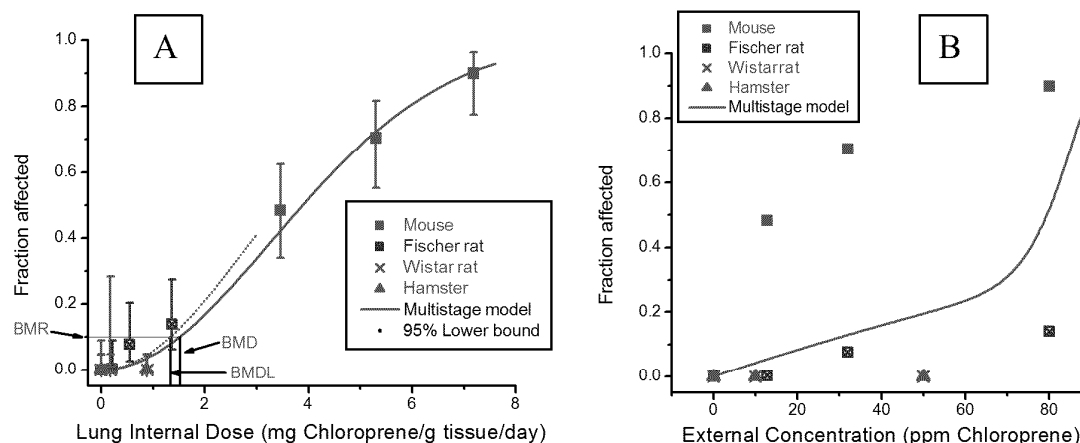 A
Fraction affected
1.0
0.8
0.6
0.4
0.2
0.0
BMR
BMD
BMDL
Mouse
Fischer rat
Wistar rat
Hamster
Multistage model
95% Lower bound
0 2 4 6 8
Lung Internal Dose (mg Chloroprene/g tissue/day)
B
Mouse
Fischer rat
Wistarrat
Hamster
Multistage model
Fraction affected
1.0
0.8
0.6
0.4
0.2
0.0
0 20 40 60 80
External Concentration (ppm Chloroprene)